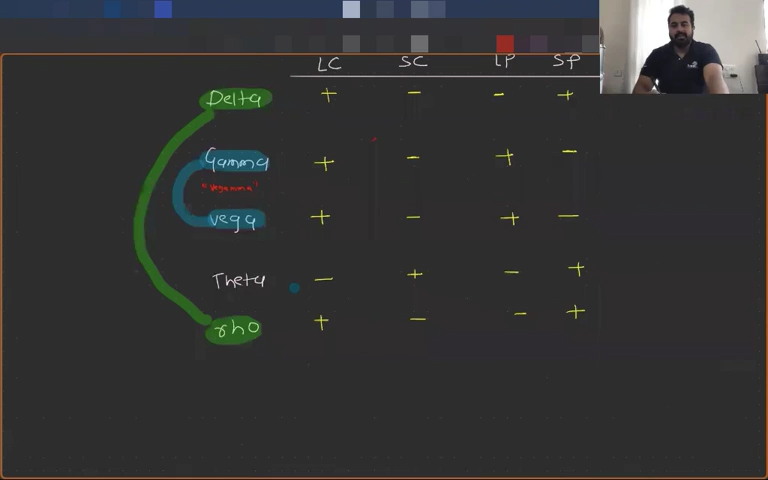 LC SC LP SP
Delta + - - +
Gamma + - + -
"vegamma"
vega + - + -
Theta - + - +
rho + - - +